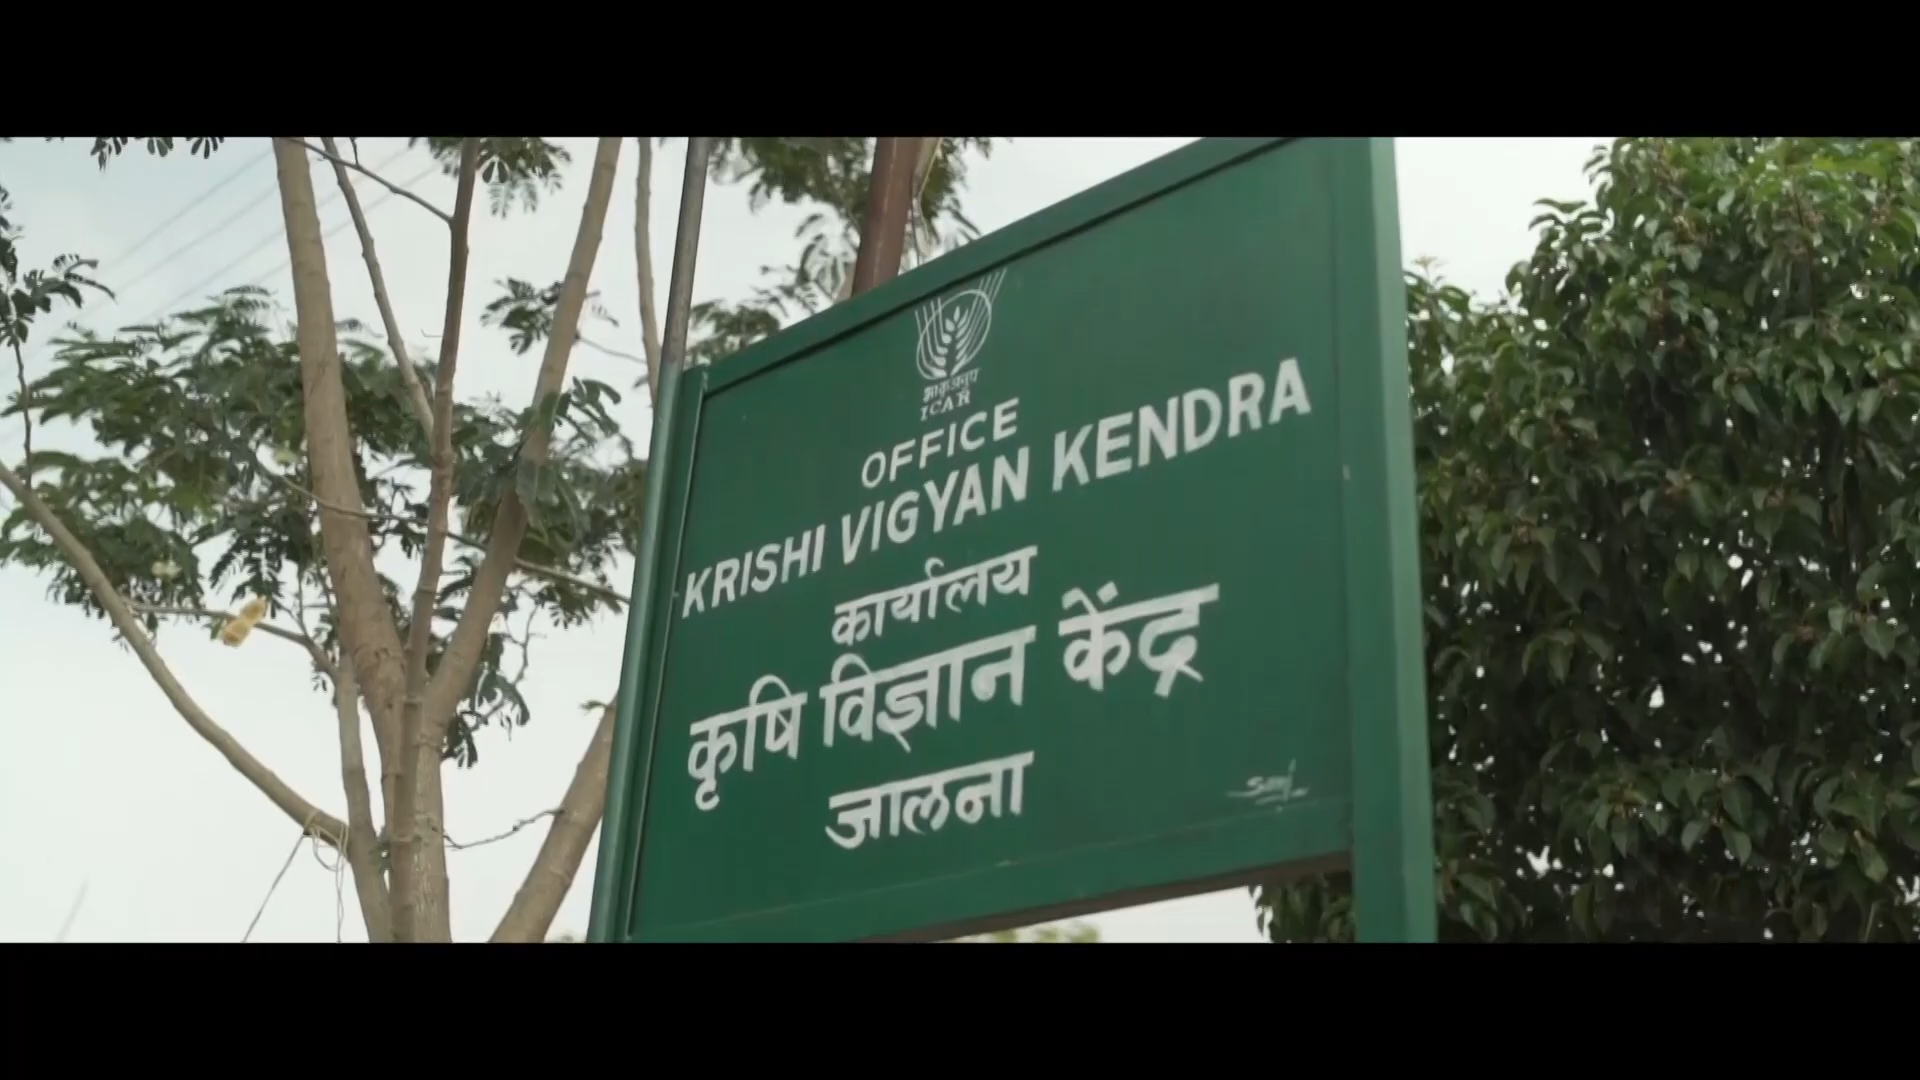 भाकृअनुप
ICAR
OFFICE
KRISHI VIGYAN KENDRA
कार्यालय
कृषि विज्ञान केंद्र
जालना